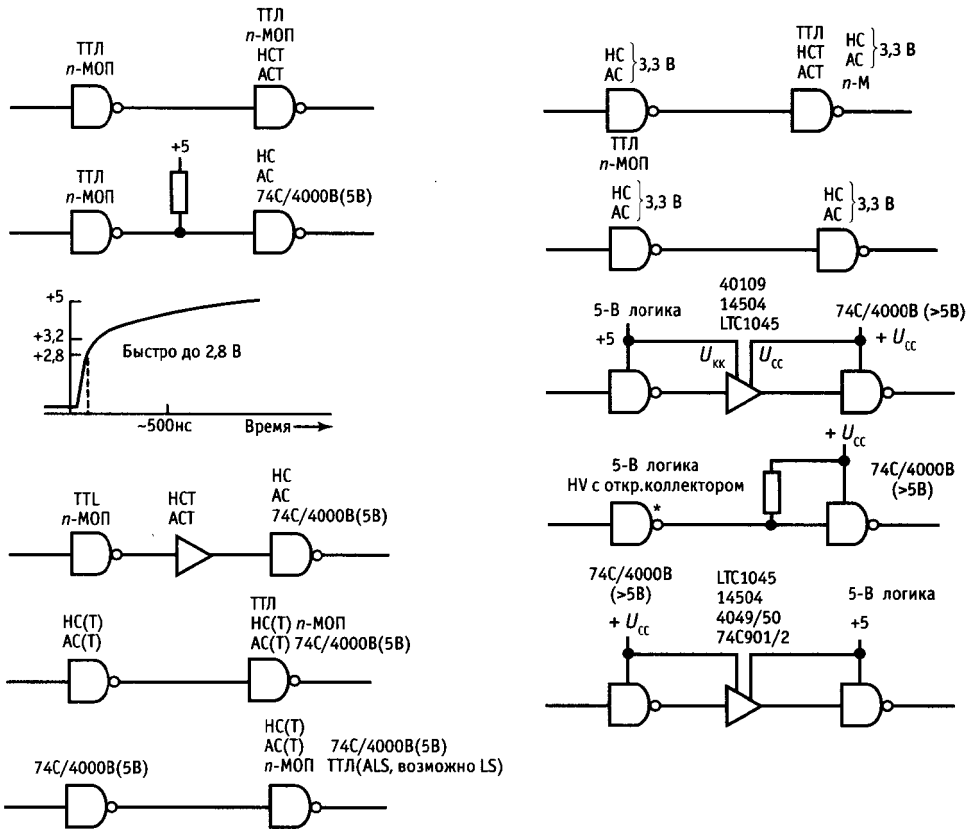 ТТЛ
n-МОП
ТТЛ
n-МОП
НСТ
АСТ
ТТЛ
n-МОП
+5
НС
АС
74С/4000В(5В)
+5
+3,2
+2,8
Быстро до 2,8 В
~500нс
Время
TTL
n-МОП
НСТ
АСТ
НС
АС
74С/4000В(5В)
НС(Т)
АС(Т)
ТТЛ
НС(Т) n-МОП
АС(Т) 74С/4000В(5В)
74С/4000В(5В)
НС(Т)
АС(Т) 74С/4000В(5В)
n-МОП ТТЛ(ALS, возможно LS)
НС
АС
3,3 В
ТТЛ
НСТ
АСТ
НС
АС
3,3 В
n-М
ТТЛ
n-МОП
НС
АС
3,3 В
НС
АС
3,3 В
5-В логика
+5
40109
14504
LTC1045
Uкк
Ucc
74С/4000В (>5В)
+ Ucc
5-В логика
HV с откр.коллектором
*
+ Ucc
74С/4000В
(>5В)
74С/4000В
(>5В)
+ Ucc
LTC1045
14504
4049/50
74С901/2
5-В логика
+5